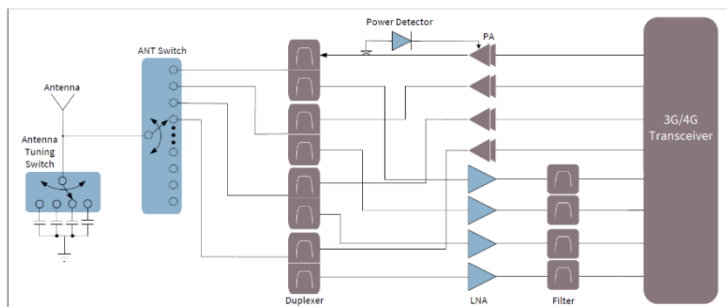 Power Detector
PA
ANT Switch
Antenna
Antenna
Tuning
Switch
3G/4G
Transceiver
Duplexer
LNA
Filter